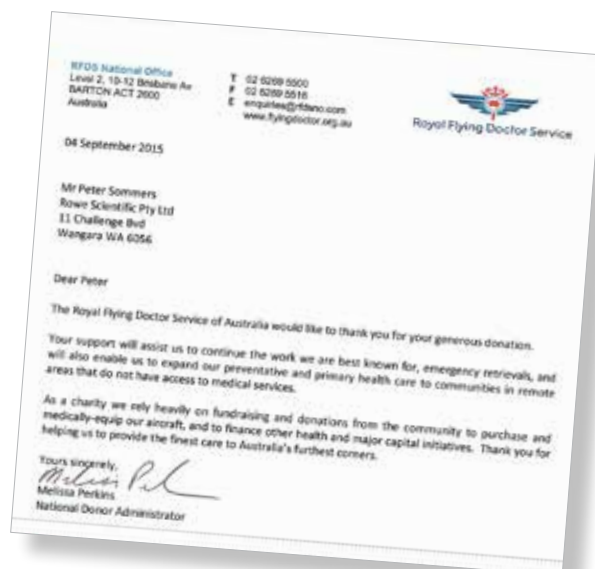 RFDS National Office
Level 2, 10-12 Brisbane Av
BARTON ACT 2600
Australia
T 02 6269 5500
F 02 6269 5516
E enquiries@rfdsno.com
www.flyingdoctor.org.au
Royal Flying Doctor Service
04 September 2015
Mr Peter Sommers
Rowe Scientific Pty Ltd
11 Challenge Bvd
Wangara WA 6056
Dear Peter
The Royal Flying Doctor Service of Australia would like to thank you for your generous donation.
Your support will assist us to continue the work we are best known for, emergency retrievals, and
will also enable us to expand our preventative and primary health care to communities in remote
areas that do not have access to medical services.
As a charity we rely heavily on fundraising and donations from the community to purchase and
medically-equip our aircraft, and to finance other health and major capital initiatives. Thank you for
helping us to provide the finest care to Australia's furthest corners.
Yours sincerely,
Melissa Perkins
National Donor Administrator